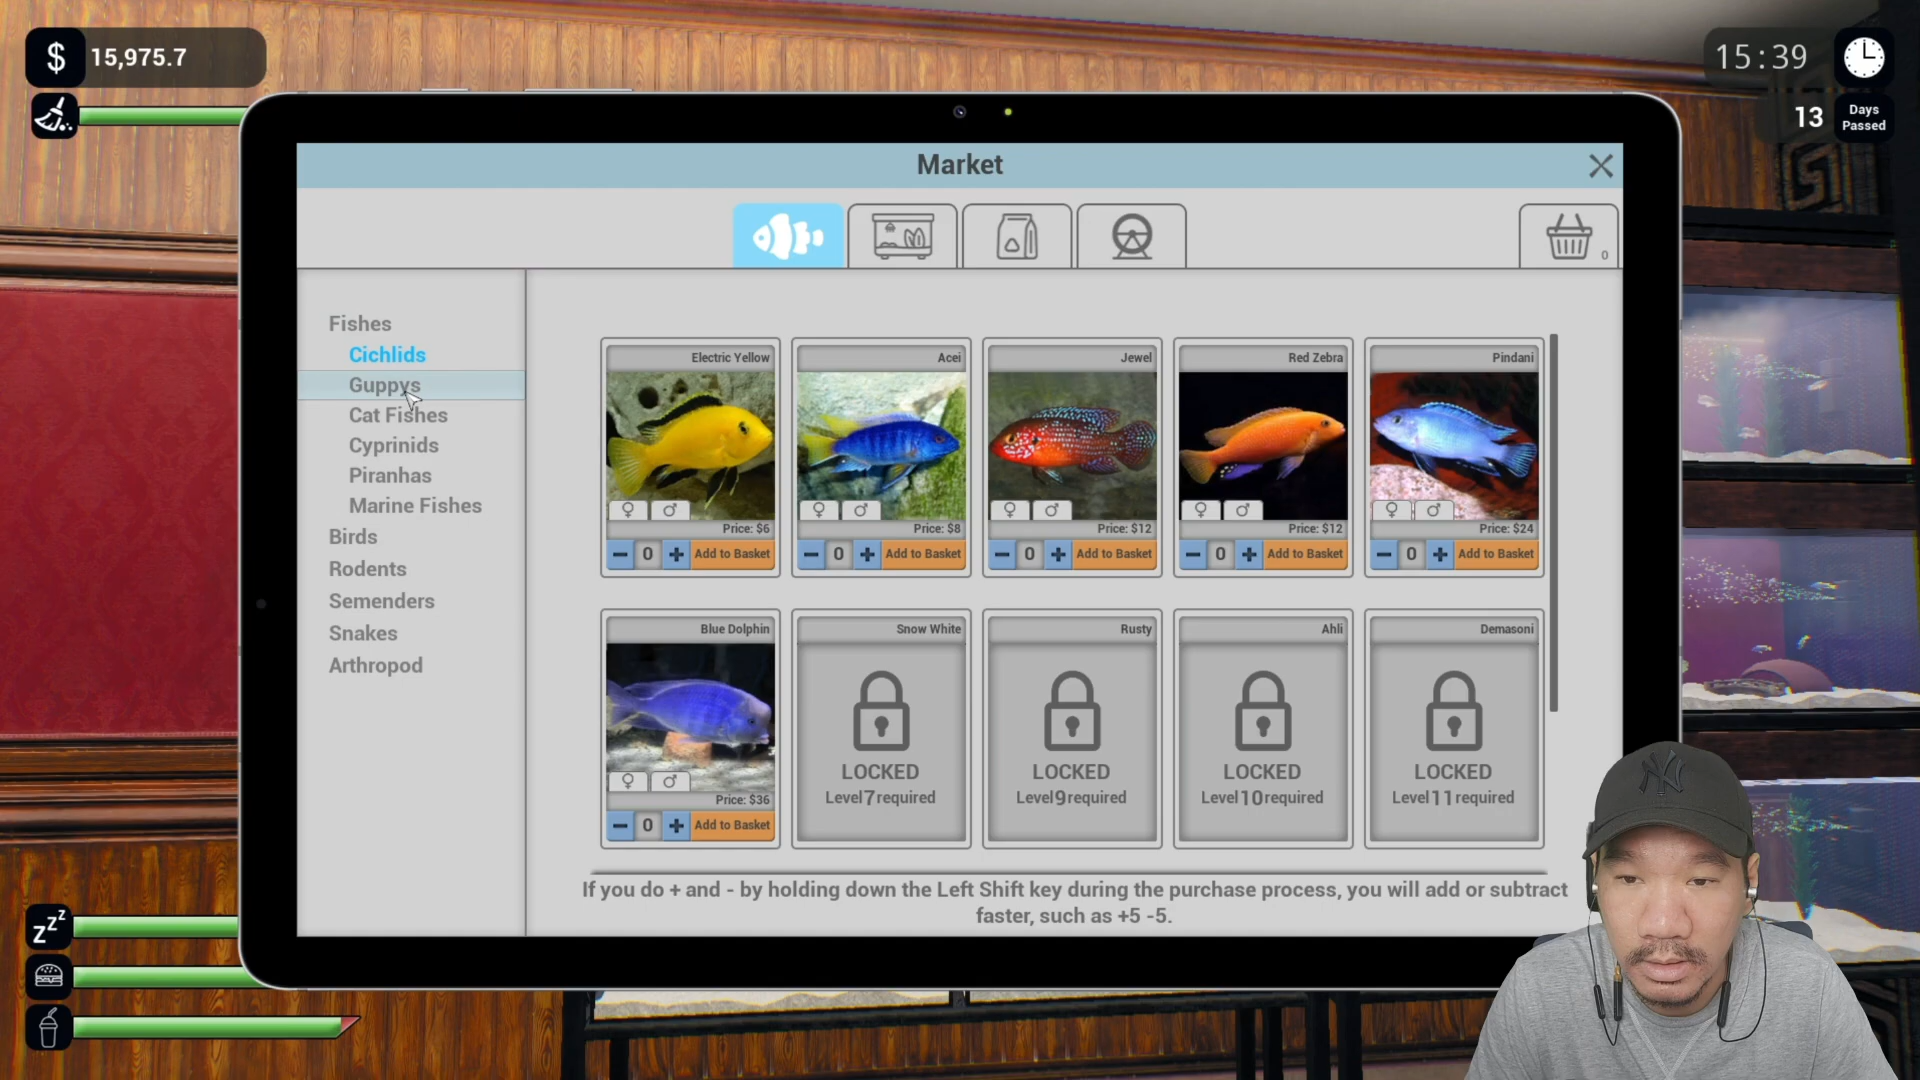 $ 15,975.7
15:39
13 Days Passed
Market
0
Fishes
Cichlids
Guppys
Cat Fishes
Cyprinids
Piranhas
Marine Fishes
Birds
Rodents
Semenders
Snakes
Arthropod
Electric Yellow
Price: $6
0 Add to Basket
Acei
Price: $8
0 Add to Basket
Jewel
Price: $12
0 Add to Basket
Red Zebra
Price: $12
0 Add to Basket
Pindani
Price: $24
0 Add to Basket
Blue Dolphin
Price: $36
0 Add to Basket
Snow White
LOCKED
Level 7 required
Rusty
LOCKED
Level 9 required
Ahli
LOCKED
Level 10 required
Demasoni
LOCKED
Level 11 required
If you do + and - by holding down the Left Shift key during the purchase process, you will add or subtract
faster, such as +5 -5.
zzz
NY